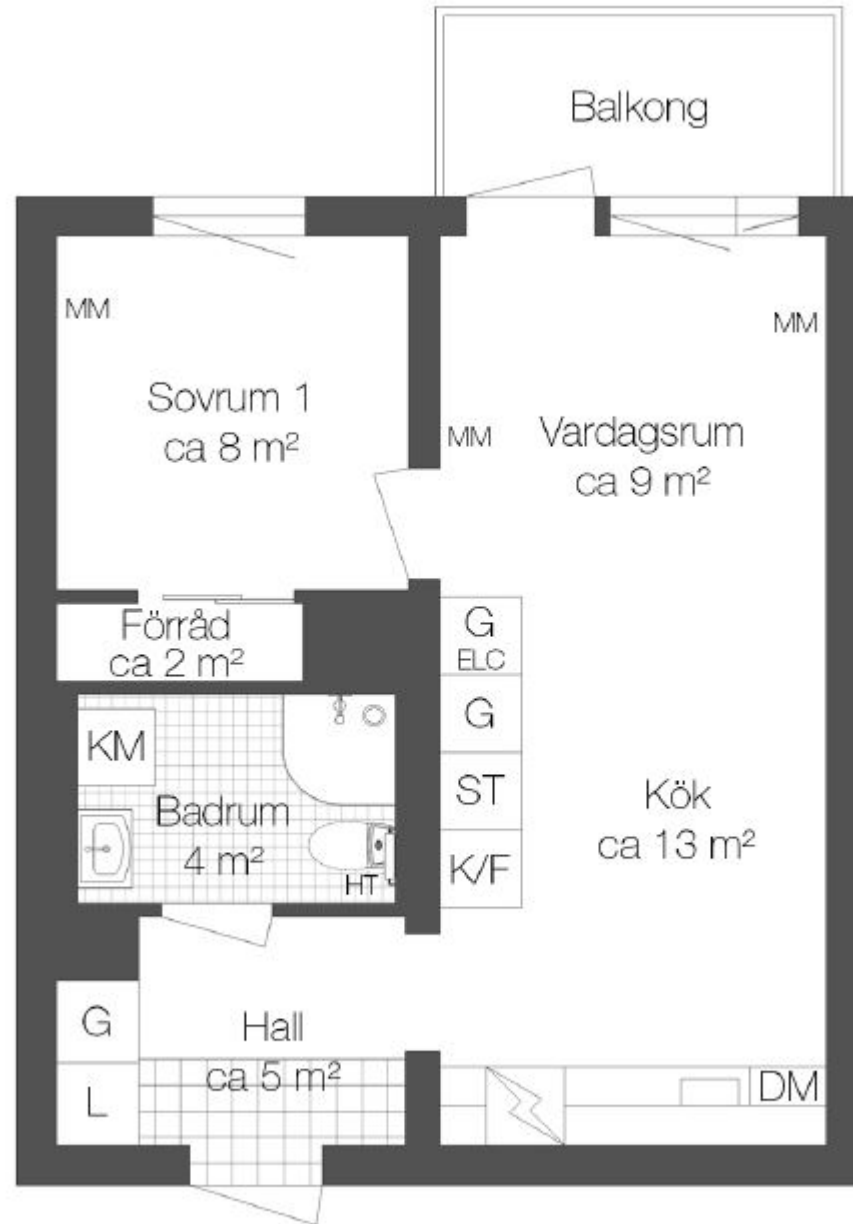 Balkong
MM
MM
Sovrum 1
ca 8 m²
MM
Vardagsrum
ca 9 m²
Förråd
ca 2 m²
G
ELC
G
KM
ST
Kök
ca 13 m²
Badrum
4 m²
K/F
HT
G
Hall
ca 5 m²
L
DM